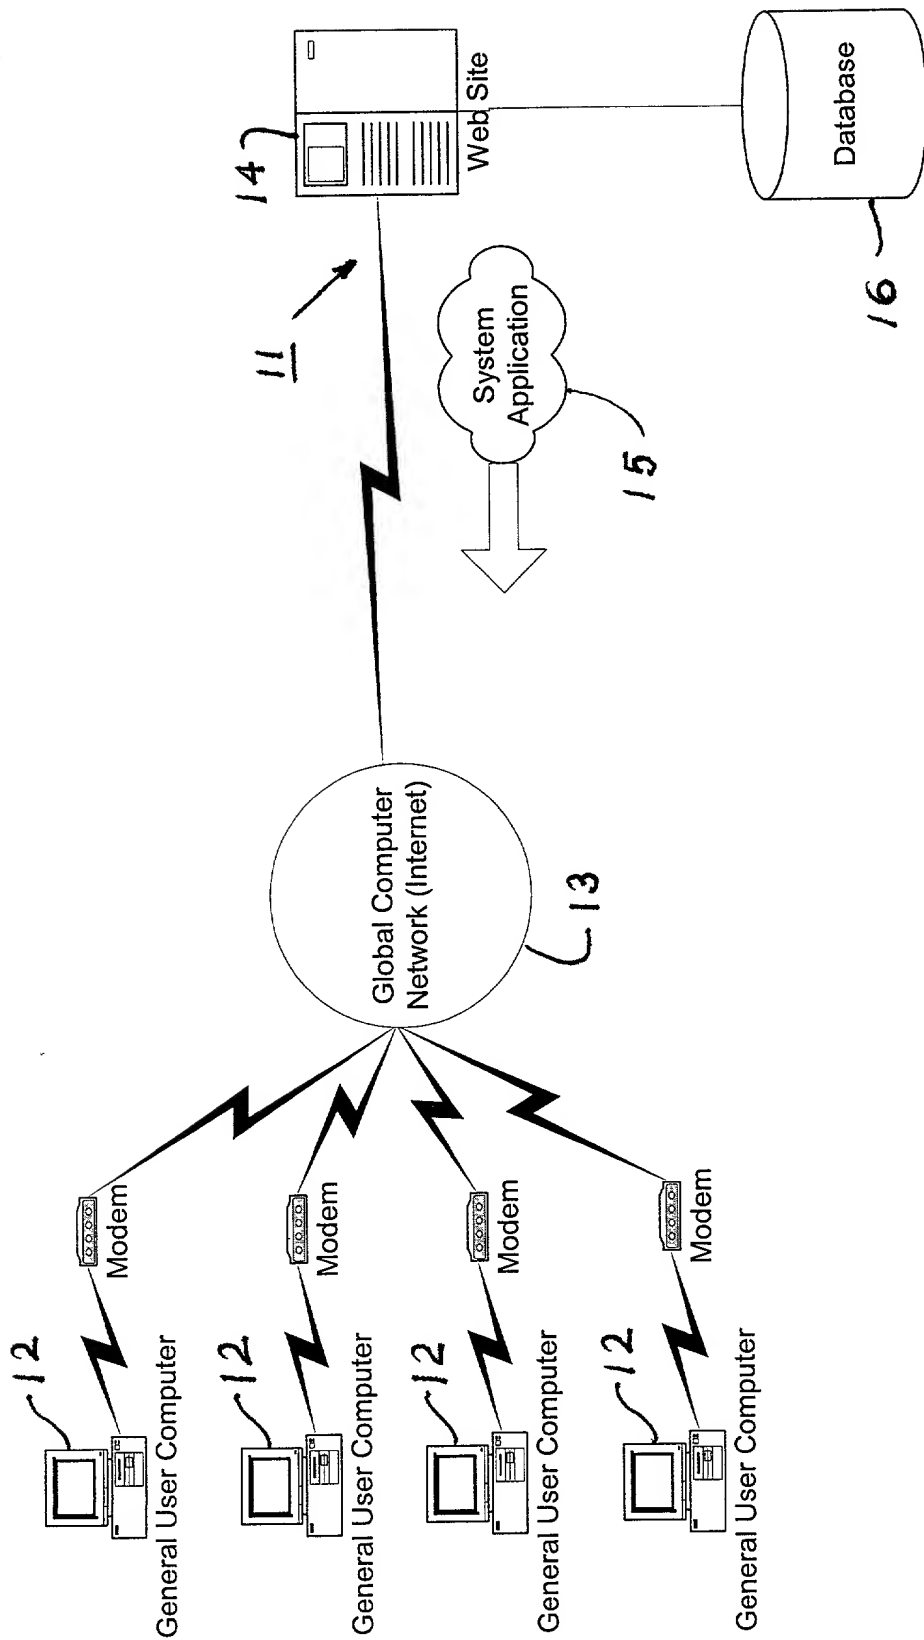 12
General User Computer
Modem
12
General User Computer
Modem
12
General User Computer
Modem
12
General User Computer
Modem
Global Computer
Network (Internet)
13
11
System
Application
15
14
Web Site
Database
16